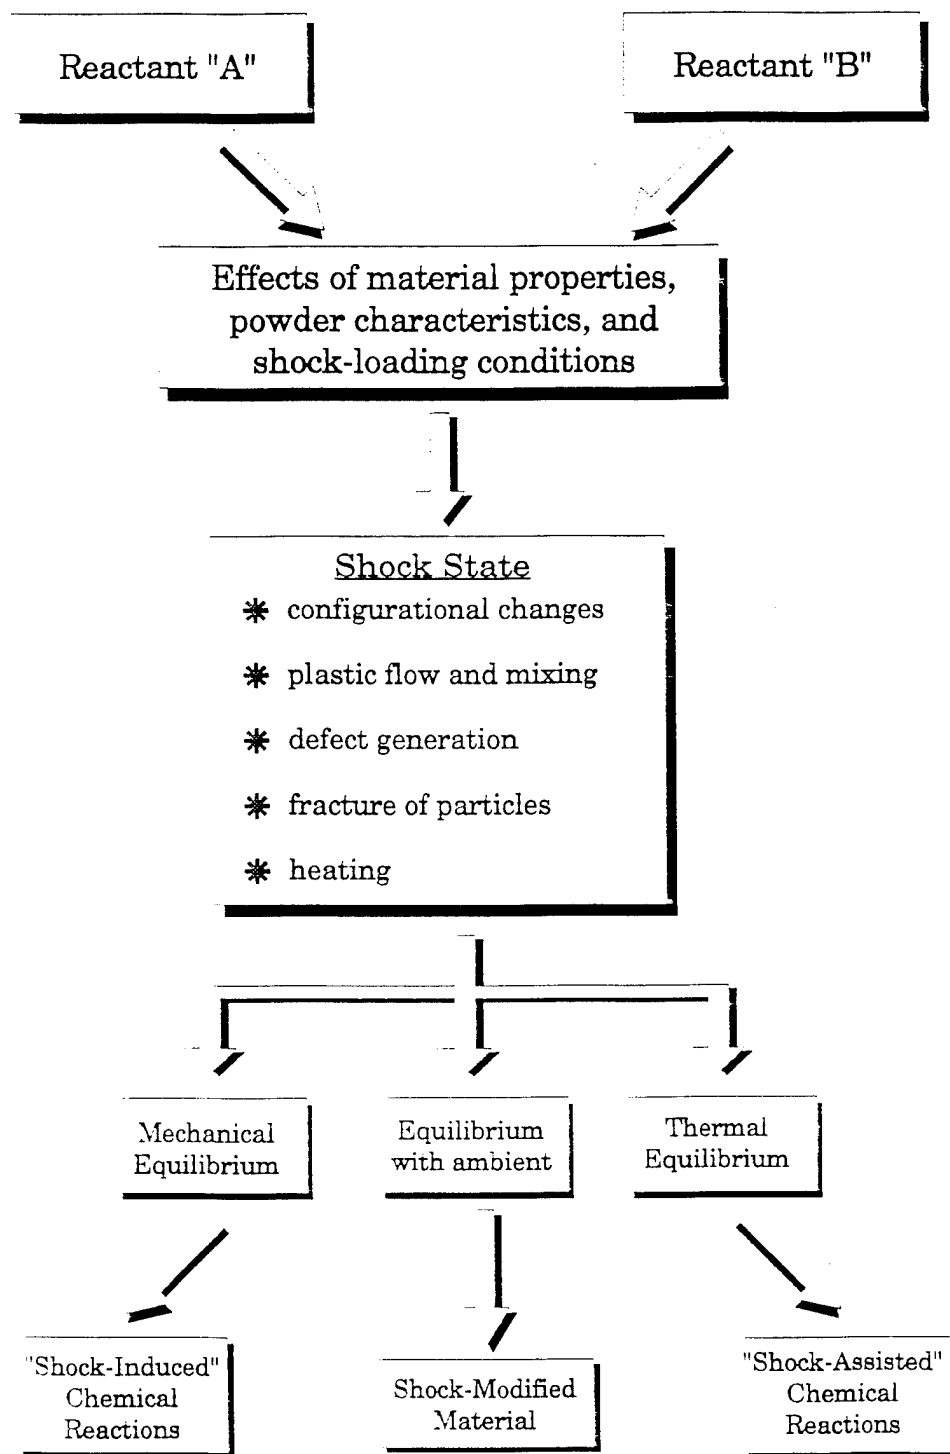 Reactant "A"
Reactant "B"
Effects of material properties,
powder characteristics, and
shock-loading conditions
Shock State
✳ configurational changes
✳ plastic flow and mixing
✳ defect generation
✳ fracture of particles
✳ heating
Mechanical
Equilibrium
Equilibrium
with ambient
Thermal
Equilibrium
"Shock-Induced"
Chemical
Reactions
Shock-Modified
Material
"Shock-Assisted"
Chemical
Reactions